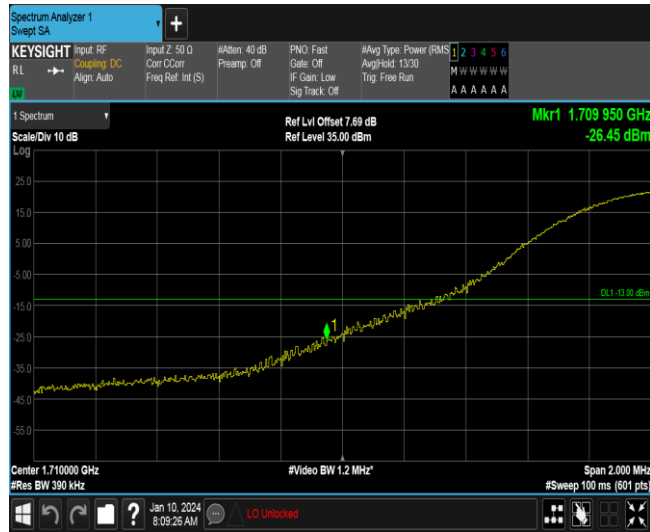 Spectrum Analyzer 1
Swept SA
KEYSIGHT
RL
LXI
Input: RF
Coupling: DC
Align: Auto
Input Z: 50 Ω
Corr CCorr
Freq Ref: Int (S)
#Atten: 40 dB
Preamp: Off
PNO: Fast
Gate: Off
IF Gain: Low
Sig Track: Off
#Avg Type: Power (RMS
Avg|Hold: 13/30
Trig: Free Run
1 2 3 4 5 6
M W W W W W
A A A A A A
1 Spectrum
Scale/Div 10 dB
Log
Ref Lvl Offset 7.69 dB
Ref Level 35.00 dBm
Mkr1 1.709 950 GHz
-26.45 dBm
25.0
15.0
5.00
-5.00
-15.0
-25.0
-35.0
-45.0
-55.0
DL1 -13.00 dBm
1
Center 1.710000 GHz
#Res BW 390 kHz
#Video BW 1.2 MHz*
Span 2.000 MHz
#Sweep 100 ms (601 pts)
?
Jan 10, 2024
8:09:26 AM
LO Unlocked